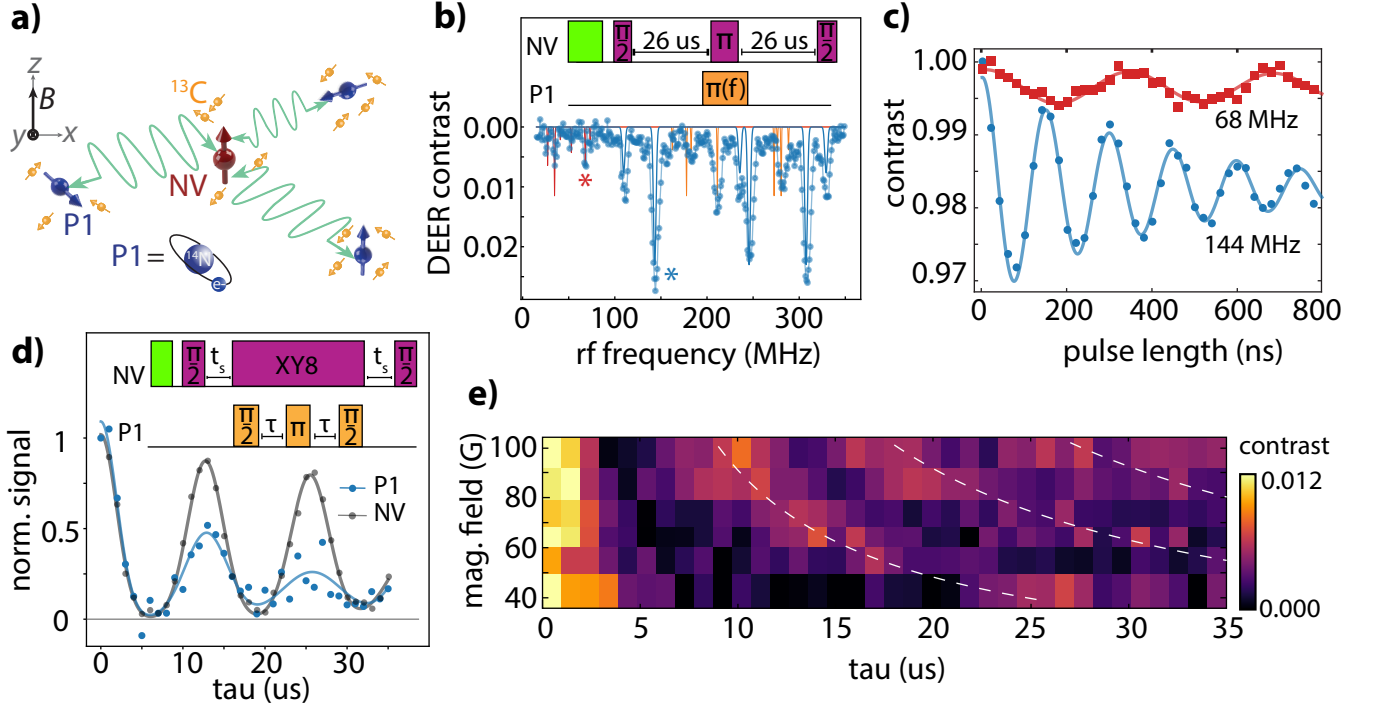 a)
z
B
y
x
13C
NV
P1
P1 =
14N
e-
b)
NV
π/2
26 us
π
26 us
π/2
P1
π(f)
DEER contrast
0.00
0.01
0.02
*
*
0
100
200
300
rf frequency (MHz)
c)
contrast
1.00
0.99
0.98
0.97
68 MHz
144 MHz
0
200
400
600
800
pulse length (ns)
d)
NV
π/2
ts
XY8
ts
π/2
P1
π/2
τ
π
τ
π/2
norm. signal
1
0.5
0
P1
NV
0
10
20
30
tau (us)
e)
mag. field (G)
100
80
60
40
0
5
10
15
20
25
30
35
tau (us)
contrast
0.012
0.000